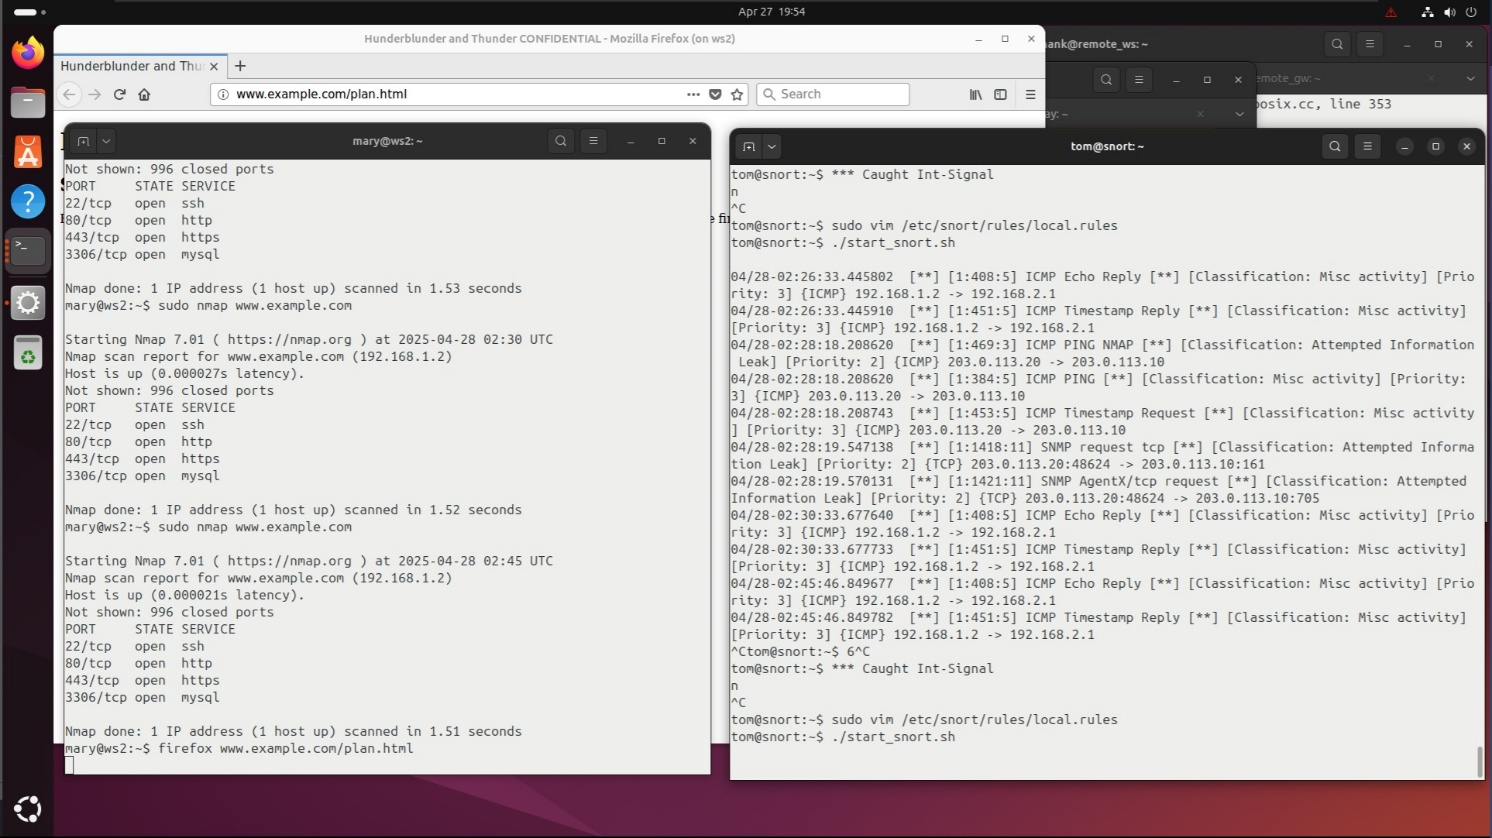 Apr 27 19:54
Hunderblunder and Thunder CONFIDENTIAL - Mozilla Firefox (on ws2)
Hunderblunder and Thu
www.example.com/plan.html
Search
ank@remote_ws: ~
emote_gw: ~
ay: ~
posix.cc, line 353
e fi
mary@ws2: ~
Not shown: 996 closed ports
PORT STATE SERVICE
22/tcp open ssh
80/tcp open http
443/tcp open https
3306/tcp open mysql
Nmap done: 1 IP address (1 host up) scanned in 1.53 seconds
mary@ws2:~$ sudo nmap www.example.com
Starting Nmap 7.01 ( https://nmap.org ) at 2025-04-28 02:30 UTC
Nmap scan report for www.example.com (192.168.1.2)
Host is up (0.000027s latency).
Not shown: 996 closed ports
PORT STATE SERVICE
22/tcp open ssh
80/tcp open http
443/tcp open https
3306/tcp open mysql
Nmap done: 1 IP address (1 host up) scanned in 1.52 seconds
mary@ws2:~$ sudo nmap www.example.com
Starting Nmap 7.01 ( https://nmap.org ) at 2025-04-28 02:45 UTC
Nmap scan report for www.example.com (192.168.1.2)
Host is up (0.000021s latency).
Not shown: 996 closed ports
PORT STATE SERVICE
22/tcp open ssh
80/tcp open http
443/tcp open https
3306/tcp open mysql
Nmap done: 1 IP address (1 host up) scanned in 1.51 seconds
mary@ws2:~$ firefox www.example.com/plan.html
tom@snort: ~
tom@snort:~$ *** Caught Int-Signal
n
^C
tom@snort:~$ sudo vim /etc/snort/rules/local.rules
tom@snort:~$ ./start_snort.sh
04/28-02:26:33.445802 [**] [1:408:5] ICMP Echo Reply [**] [Classification: Misc activity] [Prio
rity: 3] {ICMP} 192.168.1.2 -> 192.168.2.1
04/28-02:26:33.445910 [**] [1:451:5] ICMP Timestamp Reply [**] [Classification: Misc activity]
[Priority: 3] {ICMP} 192.168.1.2 -> 192.168.2.1
04/28-02:28:18.208620 [**] [1:469:3] ICMP PING NMAP [**] [Classification: Attempted Information
Leak] [Priority: 2] {ICMP} 203.0.113.20 -> 203.0.113.10
04/28-02:28:18.208620 [**] [1:384:5] ICMP PING [**] [Classification: Misc activity] [Priority:
3] {ICMP} 203.0.113.20 -> 203.0.113.10
04/28-02:28:18.208743 [**] [1:453:5] ICMP Timestamp Request [**] [Classification: Misc activity
] [Priority: 3] {ICMP} 203.0.113.20 -> 203.0.113.10
04/28-02:28:19.547138 [**] [1:1418:11] SNMP request tcp [**] [Classification: Attempted Informa
tion Leak] [Priority: 2] {TCP} 203.0.113.20:48624 -> 203.0.113.10:161
04/28-02:28:19.570131 [**] [1:1421:11] SNMP AgentX/tcp request [**] [Classification: Attempted
Information Leak] [Priority: 2] {TCP} 203.0.113.20:48624 -> 203.0.113.10:705
04/28-02:30:33.677640 [**] [1:408:5] ICMP Echo Reply [**] [Classification: Misc activity] [Prio
rity: 3] {ICMP} 192.168.1.2 -> 192.168.2.1
04/28-02:30:33.677733 [**] [1:451:5] ICMP Timestamp Reply [**] [Classification: Misc activity]
[Priority: 3] {ICMP} 192.168.1.2 -> 192.168.2.1
04/28-02:45:46.849677 [**] [1:408:5] ICMP Echo Reply [**] [Classification: Misc activity] [Prio
rity: 3] {ICMP} 192.168.1.2 -> 192.168.2.1
04/28-02:45:46.849782 [**] [1:451:5] ICMP Timestamp Reply [**] [Classification: Misc activity]
[Priority: 3] {ICMP} 192.168.1.2 -> 192.168.2.1
^Ctom@snort:~$ 6^C
tom@snort:~$ *** Caught Int-Signal
n
^C
tom@snort:~$ sudo vim /etc/snort/rules/local.rules
tom@snort:~$ ./start_snort.sh